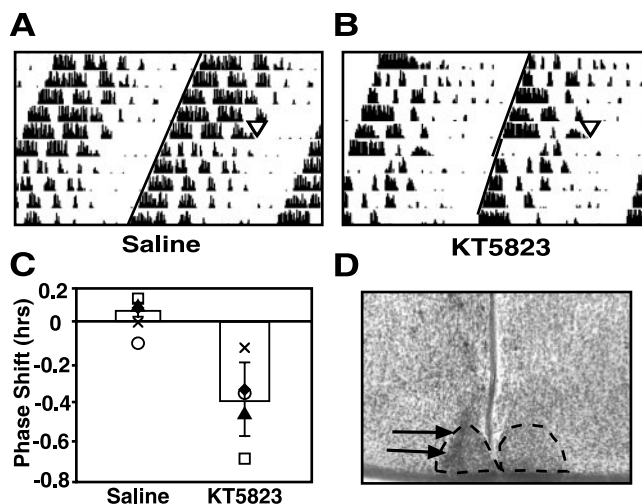 A
B
Saline
KT5823
C
D
Phase Shift (hrs)
0.2
0
-0.2
-0.4
-0.6
-0.8
Saline
KT5823